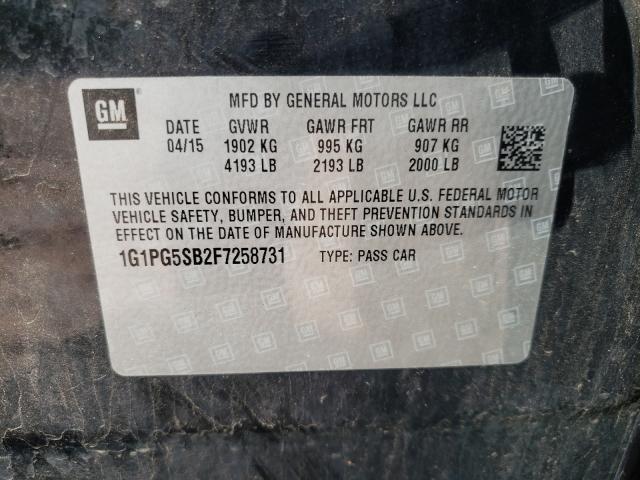 GM
MFD BY GENERAL MOTORS LLC
DATE GVWR GAWR FRT GAWR RR
04/15 1902 KG 995 KG 907 KG
4193 LB 2193 LB 2000 LB
THIS VEHICLE CONFORMS TO ALL APPLICABLE U.S. FEDERAL MOTOR
VEHICLE SAFETY, BUMPER, AND THEFT PREVENTION STANDARDS IN
EFFECT ON THE DATE OF MANUFACTURE SHOWN ABOVE.
1G1PG5SB2F7258731 TYPE: PASS CAR